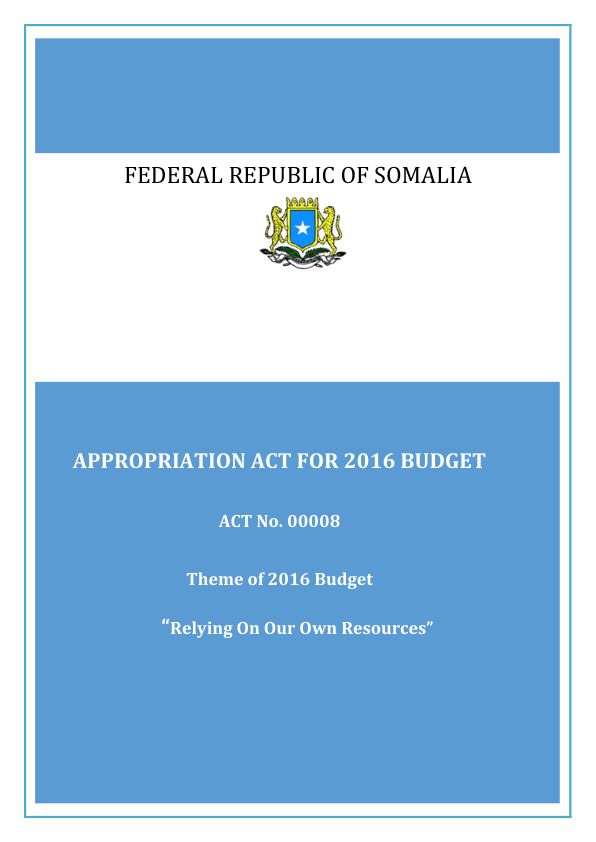 FEDERAL REPUBLIC OF SOMALIA
APPROPRIATION ACT FOR 2016 BUDGET
ACT No. 00008
Theme of 2016 Budget
“Relying On Our Own Resources”